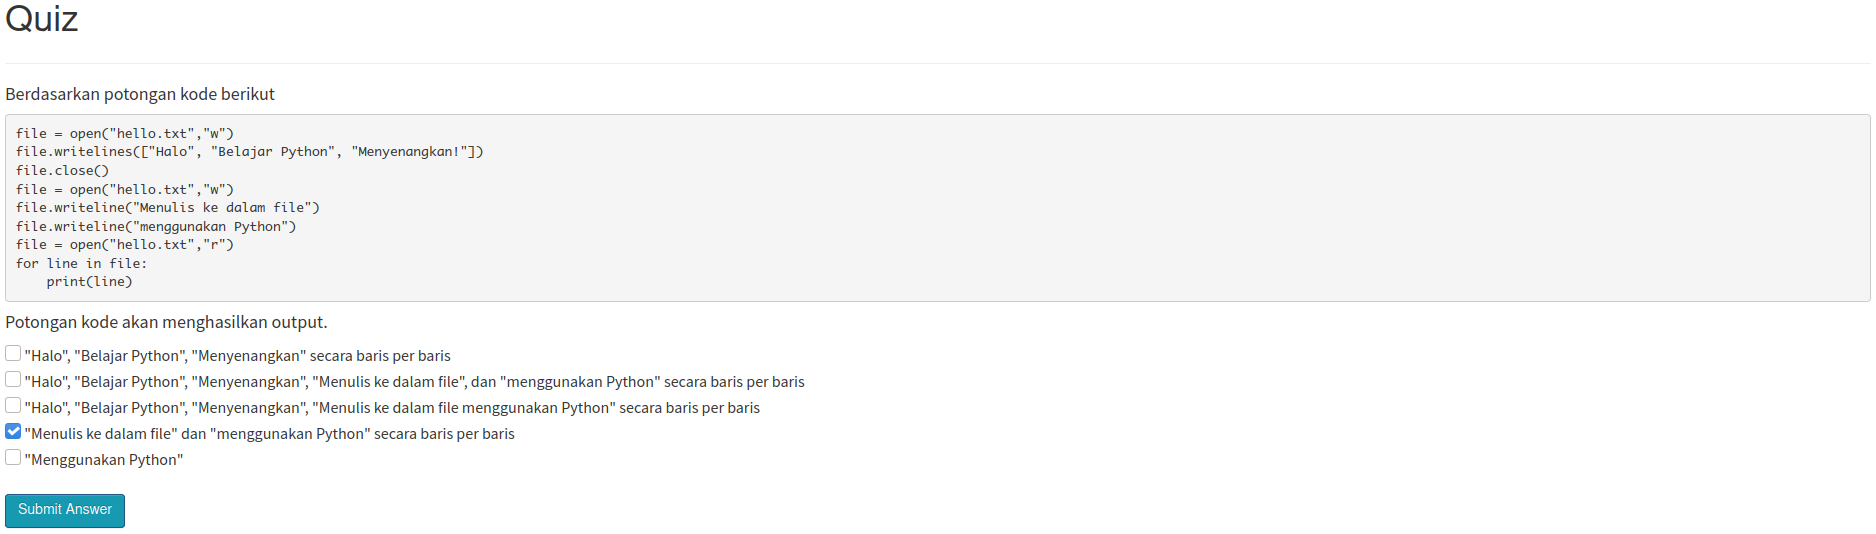 Quiz
Berdasarkan potongan kode berikut
file = open("hello.txt","w")
file.writelines(["Halo", "Belajar Python", "Menyenangkan!"])
file.close()
file = open("hello.txt","w")
file.writeline("Menulis ke dalam file")
file.writeline("menggunakan Python")
file = open("hello.txt","r")
for line in file:
    print(line)
Potongan kode akan menghasilkan output.
"Halo", "Belajar Python", "Menyenangkan" secara baris per baris
"Halo", "Belajar Python", "Menyenangkan", "Menulis ke dalam file", dan "menggunakan Python" secara baris per baris
"Halo", "Belajar Python", "Menyenangkan", "Menulis ke dalam file menggunakan Python" secara baris per baris
"Menulis ke dalam file" dan "menggunakan Python" secara baris per baris
"Menggunakan Python"
Submit Answer